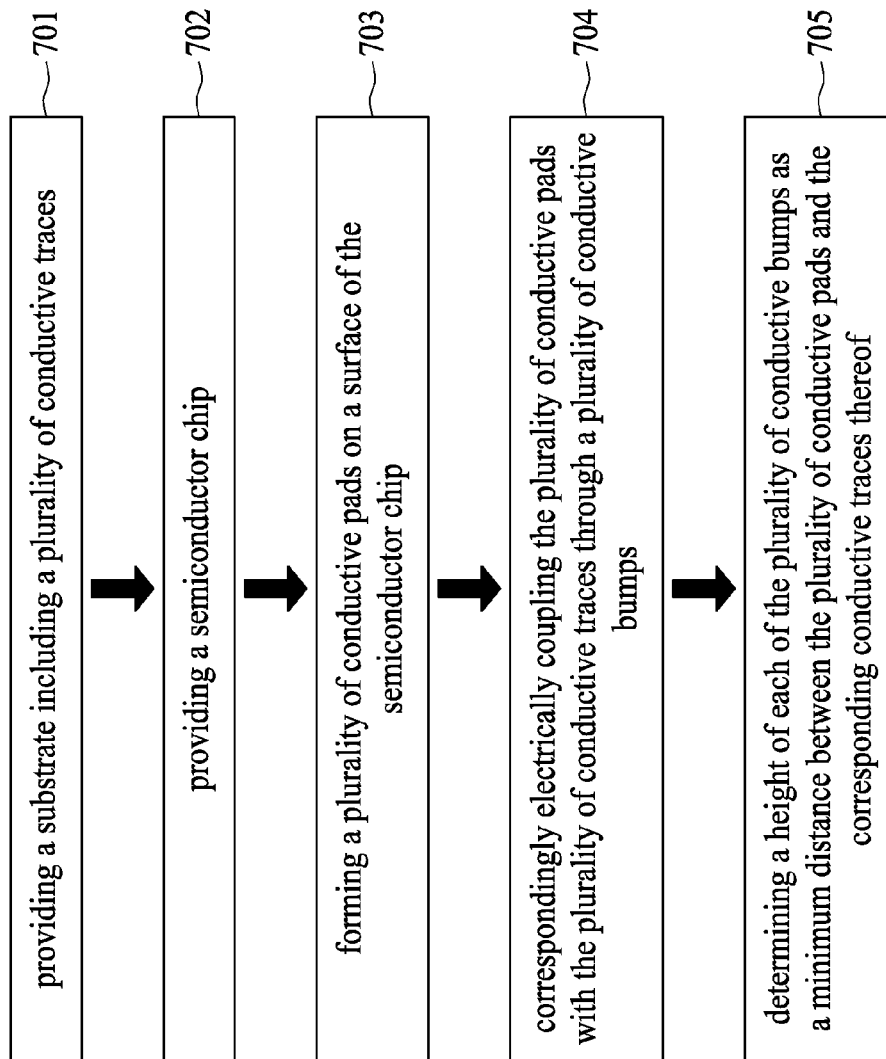 providing a substrate including a plurality of conductive traces
701
providing a semiconductor chip
702
forming a plurality of conductive pads on a surface of the
semiconductor chip
703
correspondingly electrically coupling the plurality of conductive pads
with the plurality of conductive traces through a plurality of conductive
bumps
704
determining a height of each of the plurality of conductive bumps as
a minimum distance between the plurality of conductive pads and the
corresponding conductive traces thereof
705